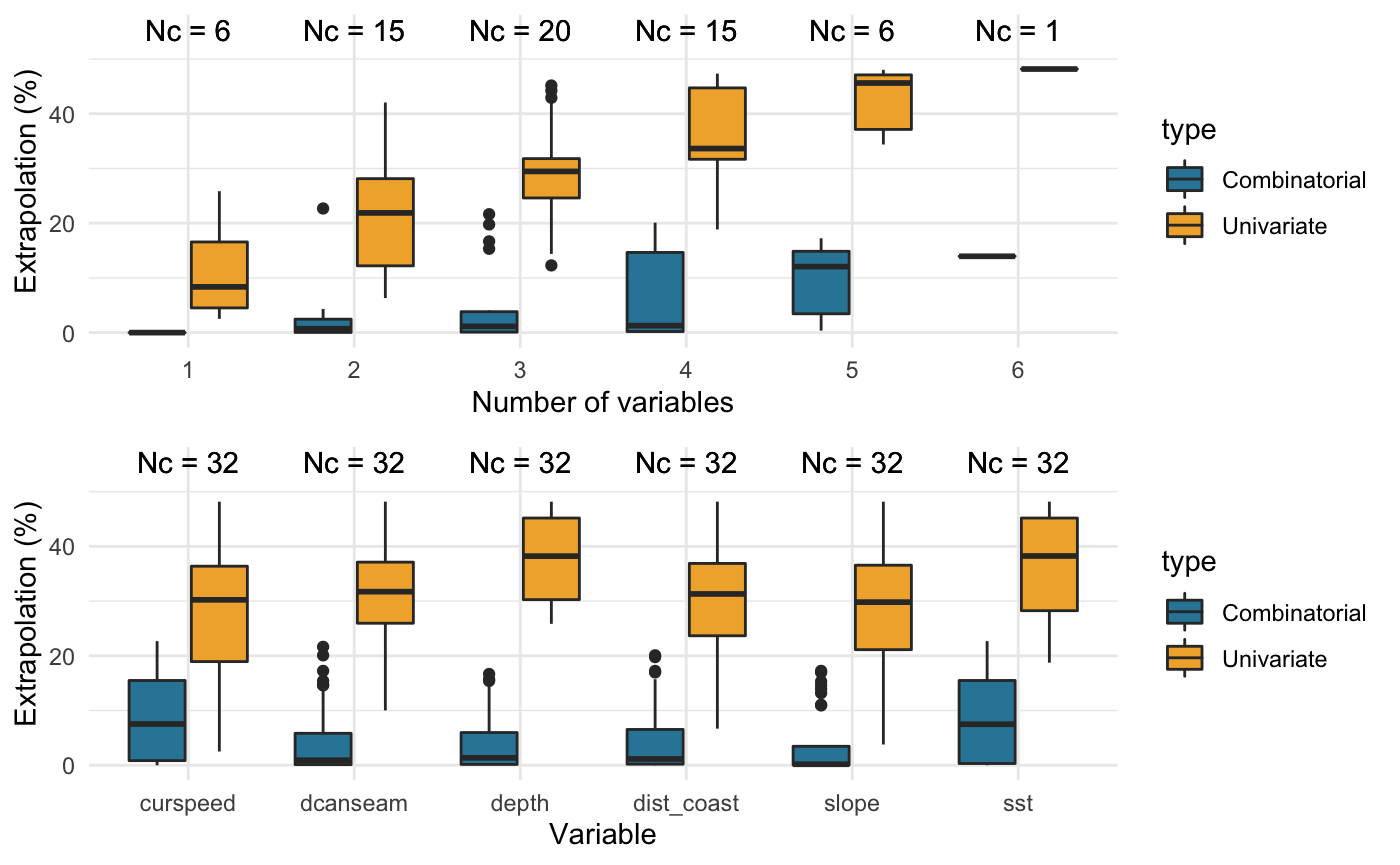 Nc = 6 Nc = 15 Nc = 20 Nc = 15 Nc = 6 Nc = 1
Extrapolation (%)
40
20
0
1 2 3 4 5 6
Number of variables
type
Combinatorial
Univariate
Nc = 32 Nc = 32 Nc = 32 Nc = 32 Nc = 32 Nc = 32
Extrapolation (%)
40
20
0
curspeed dcanseam depth dist_coast slope sst
Variable
type
Combinatorial
Univariate